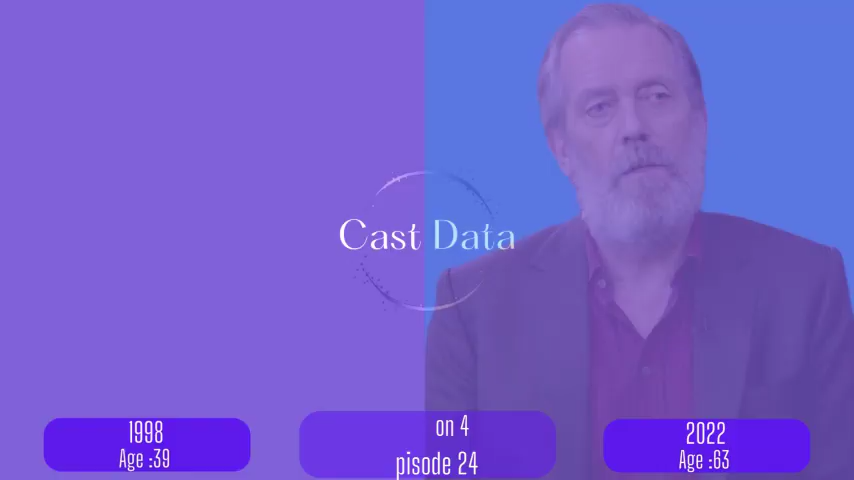 Cast Data
1998
Age :39
on 4
pisode 24
2022
Age :63